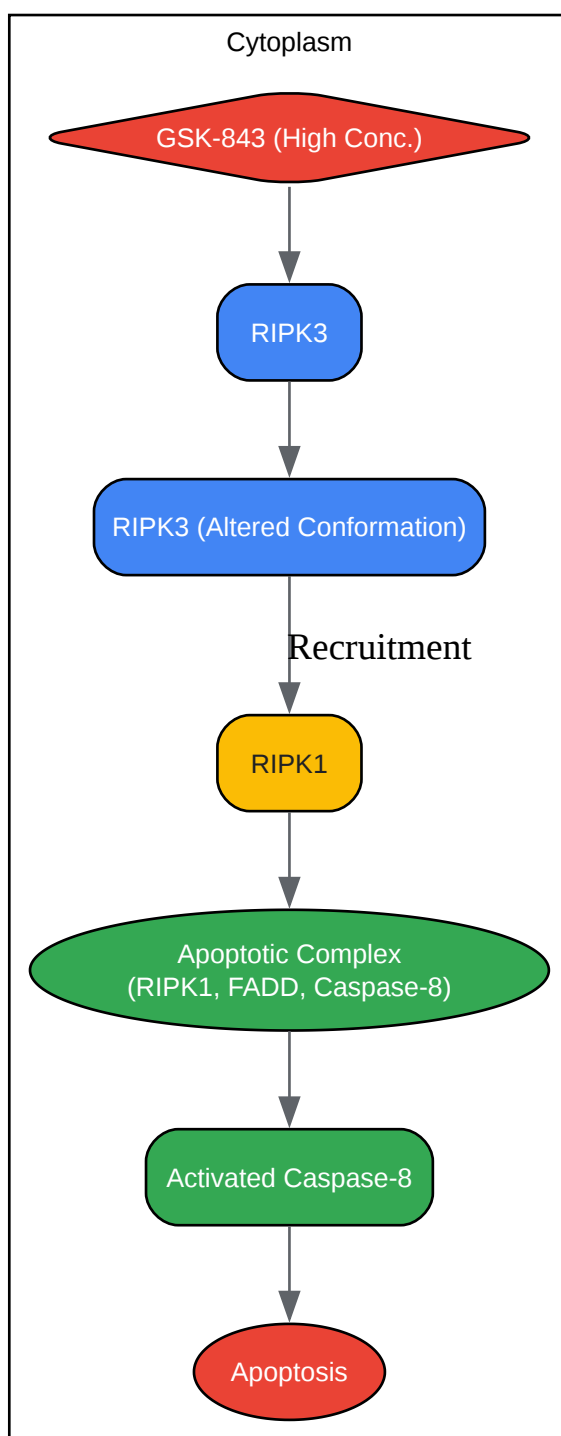 Cytoplasm
GSK-843 (High Conc.)
RIPK3
RIPK3 (Altered Conformation)
Recruitment
RIPK1
Apoptotic Complex
(RIPK1, FADD, Caspase-8)
Activated Caspase-8
Apoptosis